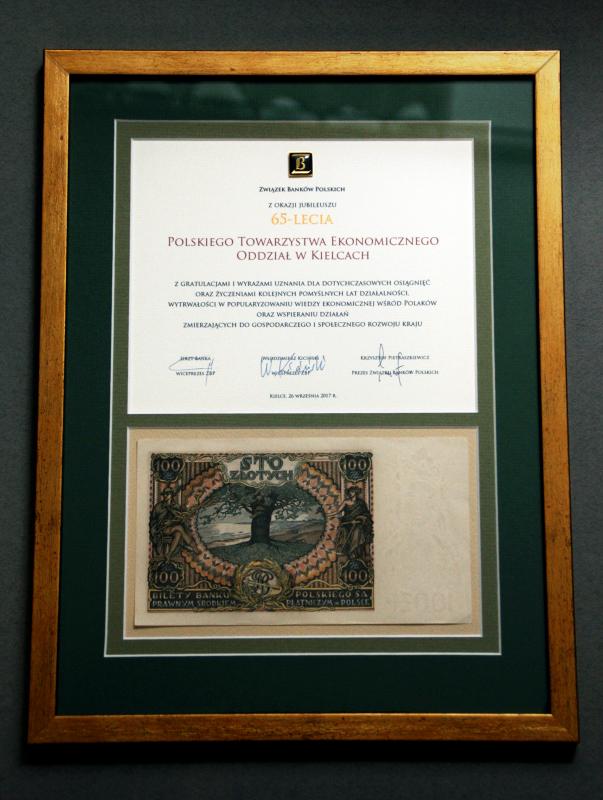 B
Związek Banków Polskich
z okazji jubileuszu
65-lecia
Polskiego Towarzystwa Ekonomicznego
Oddział w Kielcach
z gratulacjami i wyrazami uznania dla dotychczasowych osiągnięć
oraz życzeniami kolejnych pomyślnych lat działalności,
wytrwałości w popularyzowaniu wiedzy ekonomicznej wśród Polaków
oraz wspieraniu działań
zmierzających do gospodarczego i społecznego rozwoju kraju
Jerzy Bańka Włodzimierz Kiciński Krzysztof Pietraszkiewicz
wiceprezes ZBP wiceprezes ZBP Prezes Związku Banków Polskich
Kielce, 26 września 2017 r.
100 STO 100
ZŁOTYCH
100 100
BILETY BANKU POLSKIEGO SĄ
PRAWNYM ŚRODKIEM PŁATNICZYM W POLSCE